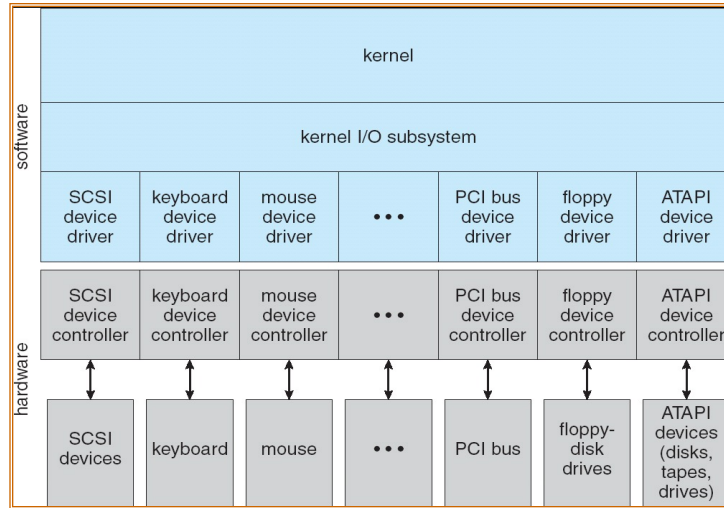 software
kernel
kernel I/O subsystem
SCSI
device
driver
keyboard
device
driver
mouse
device
driver
•••
PCI bus
device
driver
floppy
device
driver
ATAPI
device
driver
hardware
SCSI
device
controller
keyboard
device
controller
mouse
device
controller
•••
PCI bus
device
controller
floppy
device
controller
ATAPI
device
controller
SCSI
devices
keyboard
mouse
•••
PCI bus
floppy-
disk
drives
ATAPI
devices
(disks,
tapes,
drives)